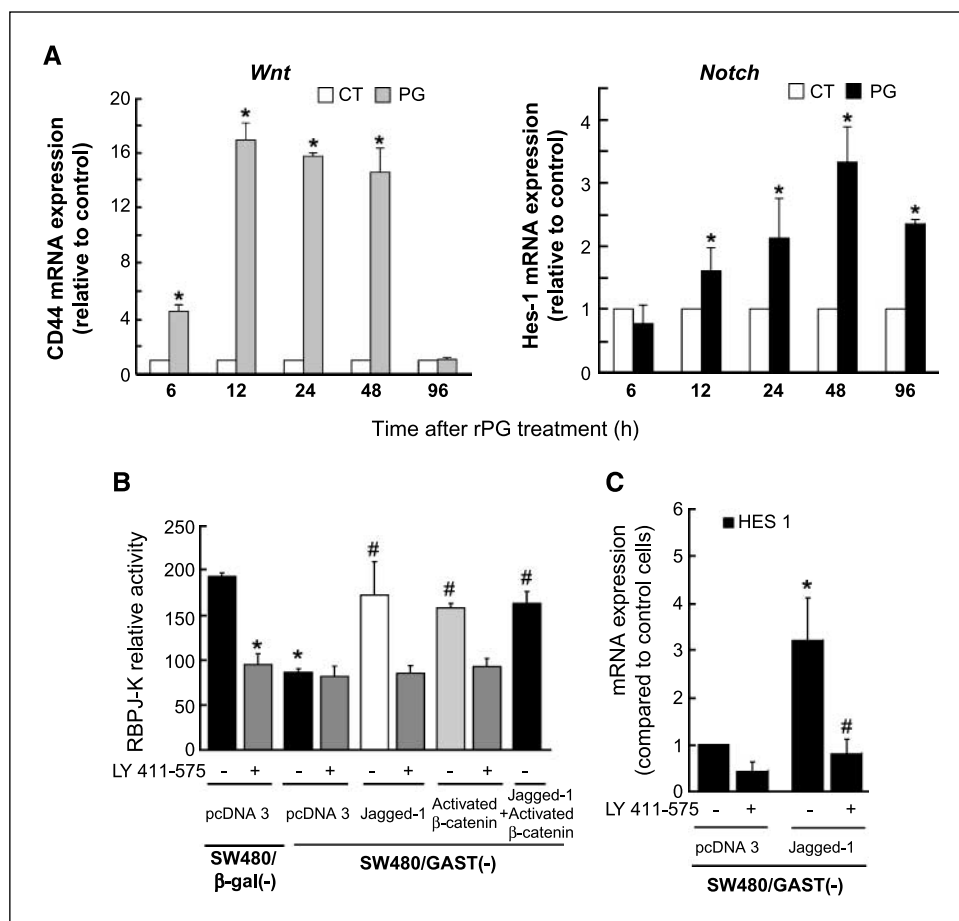 A
Wnt
CT PG
CD44 mRNA expression
(relative to control)
20
16
12
8
4
0
* * * *
6 12 24 48 96
Notch
CT PG
Hes-1 mRNA expression
(relative to control)
4
3
2
1
0
* * * *
6 12 24 48 96
Time after rPG treatment (h)
B
RBPJ-K relative activity
250
200
150
100
50
0
* * # # #
LY 411-575 - + - + - + - + -
pcDNA 3 pcDNA 3 Jagged-1 Activated β-catenin Jagged-1 +Activated β-catenin
SW480/ β-gal(-) SW480/GAST(-)
C
HES 1
mRNA expression
(compared to control cells)
6
5
4
3
2
1
0
* #
LY 411-575 - + - +
pcDNA 3 Jagged-1
SW480/GAST(-)